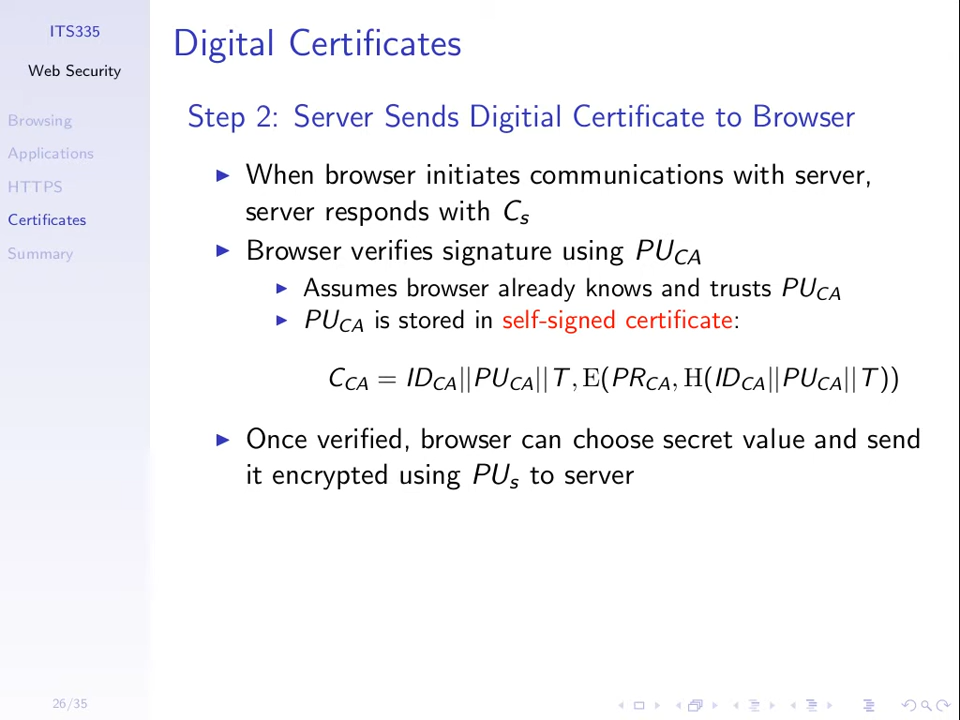 ITS335
Web Security
Browsing
Applications
HTTPS
Certificates
Summary
26/35
Digital Certificates
Step 2: Server Sends Digitial Certificate to Browser
▶ When browser initiates communications with server,
server responds with C_s
▶ Browser verifies signature using PU_CA
▶ Assumes browser already knows and trusts PU_CA
▶ PU_CA is stored in self-signed certificate:
C_CA = ID_CA||PU_CA||T, E(PR_CA, H(ID_CA||PU_CA||T))
▶ Once verified, browser can choose secret value and send
it encrypted using PU_s to server